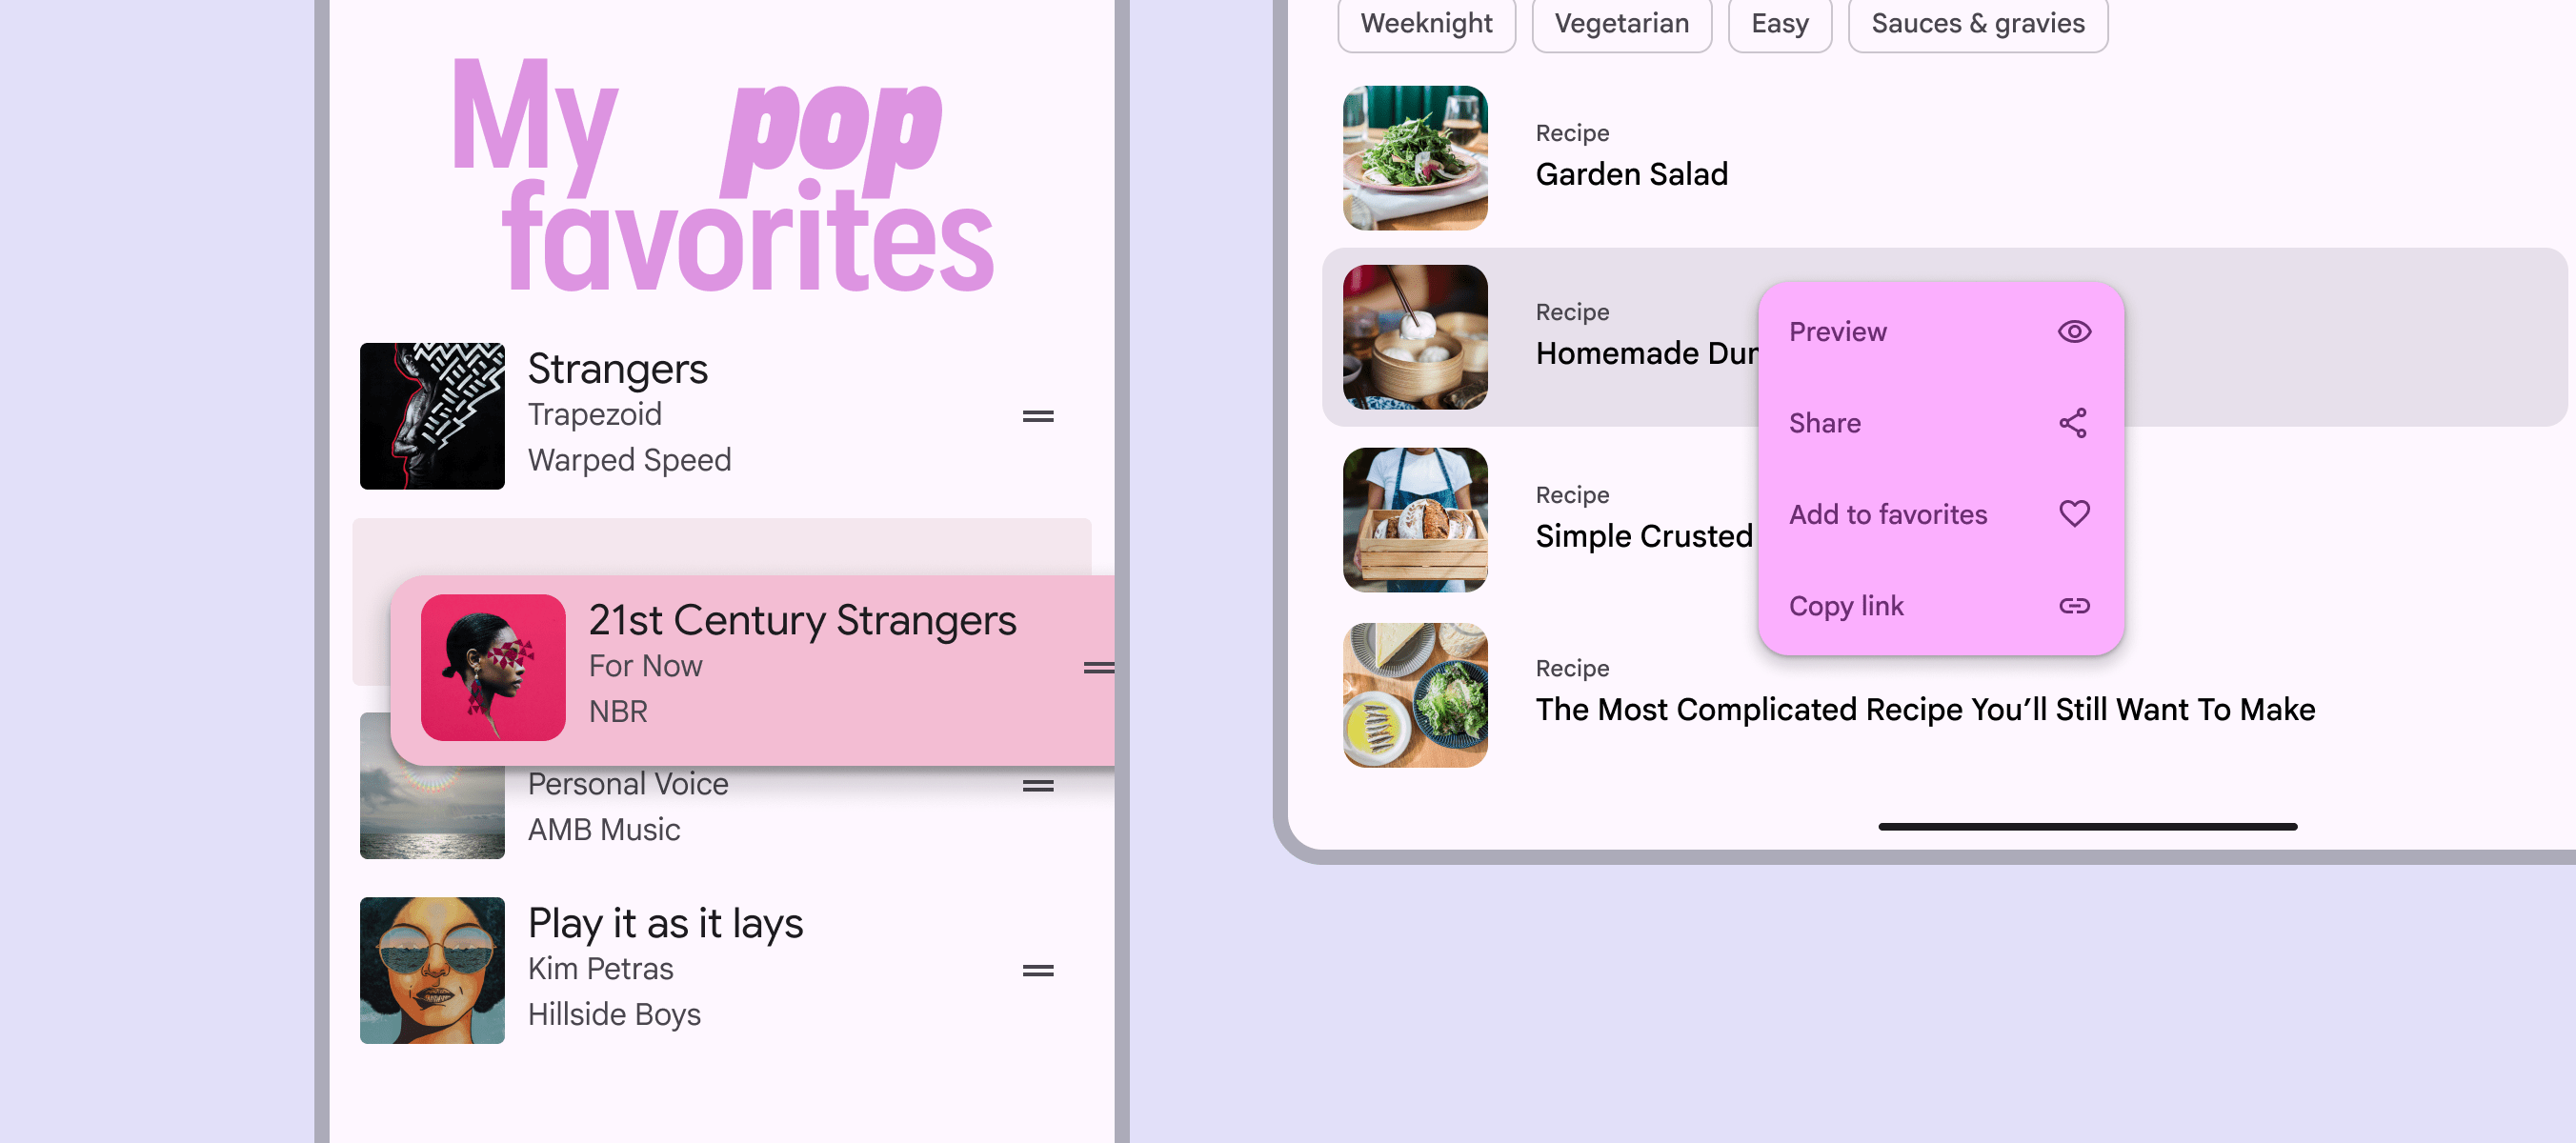 My pop
favorites
Strangers
Trapezoid
Warped Speed
21st Century Strangers
For Now
NBR
Personal Voice
AMB Music
Play it as it lays
Kim Petras
Hillside Boys
Weeknight
Vegetarian
Easy
Sauces & gravies
Recipe
Garden Salad
Recipe
Homemade
Recipe
Simple Crusted
Recipe
The Most Complicated Recipe You’ll Still Want To Make
Preview
Share
Add to favorites
Copy link